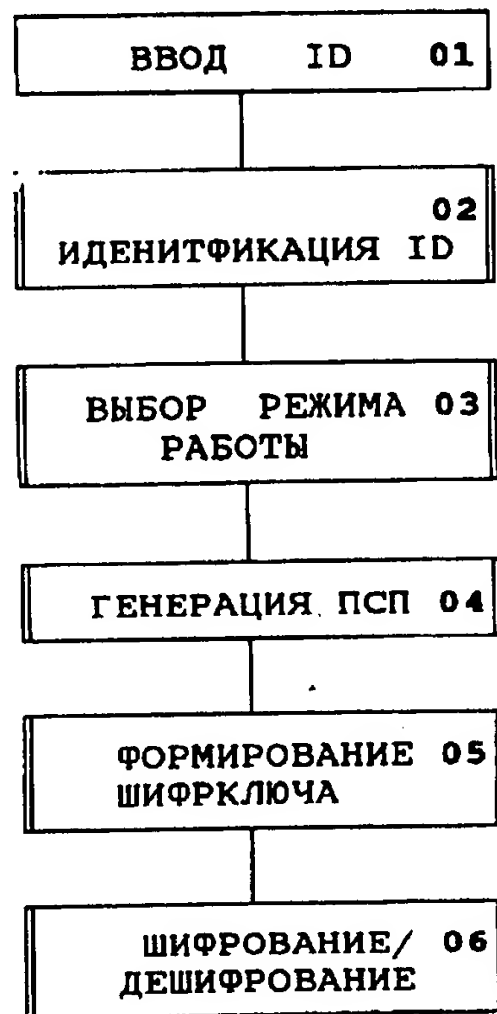 ВВОД ID 01
02
ИДЕНИТФИКАЦИЯ ID
ВЫБОР РЕЖИМА 03
РАБОТЫ
ГЕНЕРАЦИЯ ПСП 04
ФОРМИРОВАНИЕ 05
ШИФРКЛЮЧА
ШИФРОВАНИЕ/ 06
ДЕШИФРОВАНИЕ